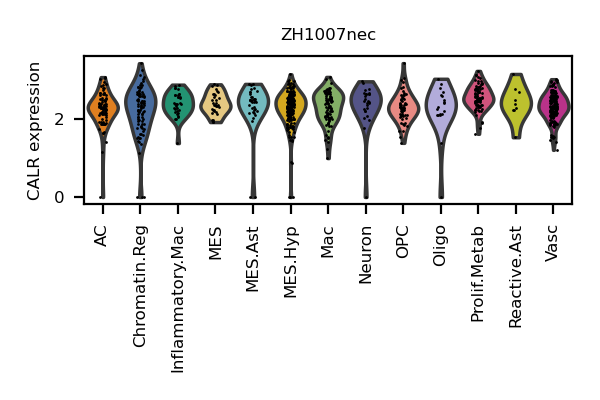 ZH1007nec
CALR expression
2
0
AC
Chromatin.Reg
Inflammatory.Mac
MES
MES.Ast
MES.Hyp
Mac
Neuron
OPC
Oligo
Prolif.Metab
Reactive.Ast
Vasc